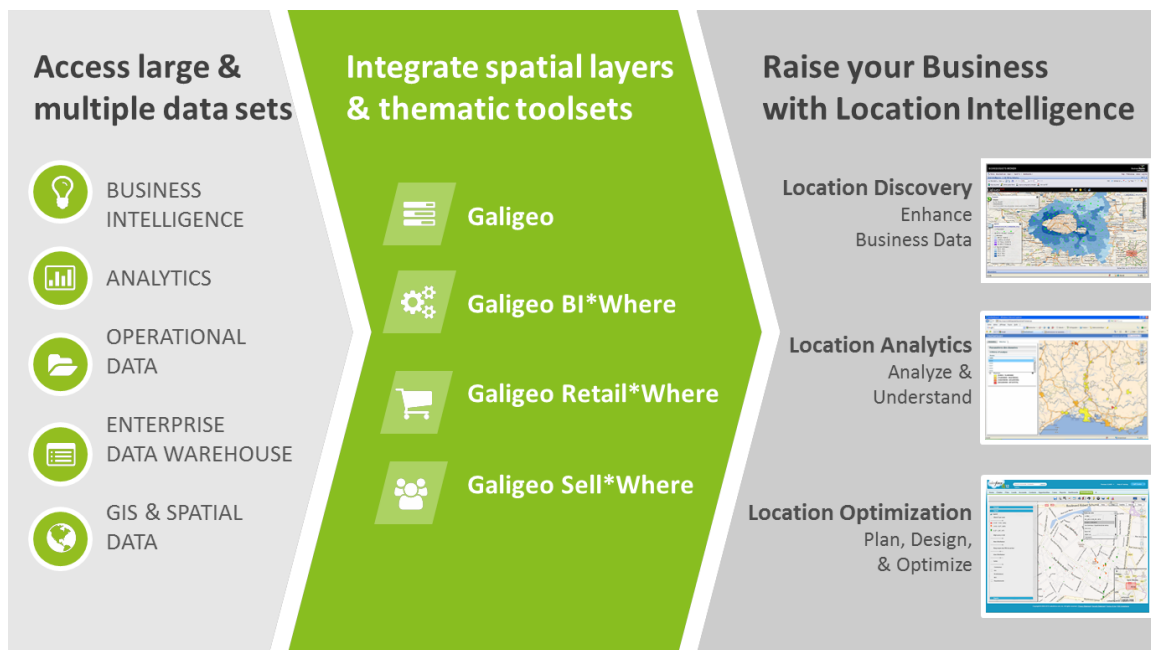 Access large &
multiple data sets
BUSINESS
INTELLIGENCE
ANALYTICS
OPERATIONAL
DATA
ENTERPRISE
DATA WAREHOUSE
GIS & SPATIAL
DATA
Integrate spatial layers
& thematic toolsets
Galigeo
Galigeo BI*Where
Galigeo Retail*Where
Galigeo Sell*Where
Raise your Business
with Location Intelligence
Location Discovery
Enhance
Business Data
Location Analytics
Analyze &
Understand
Location Optimization
Plan, Design,
& Optimize